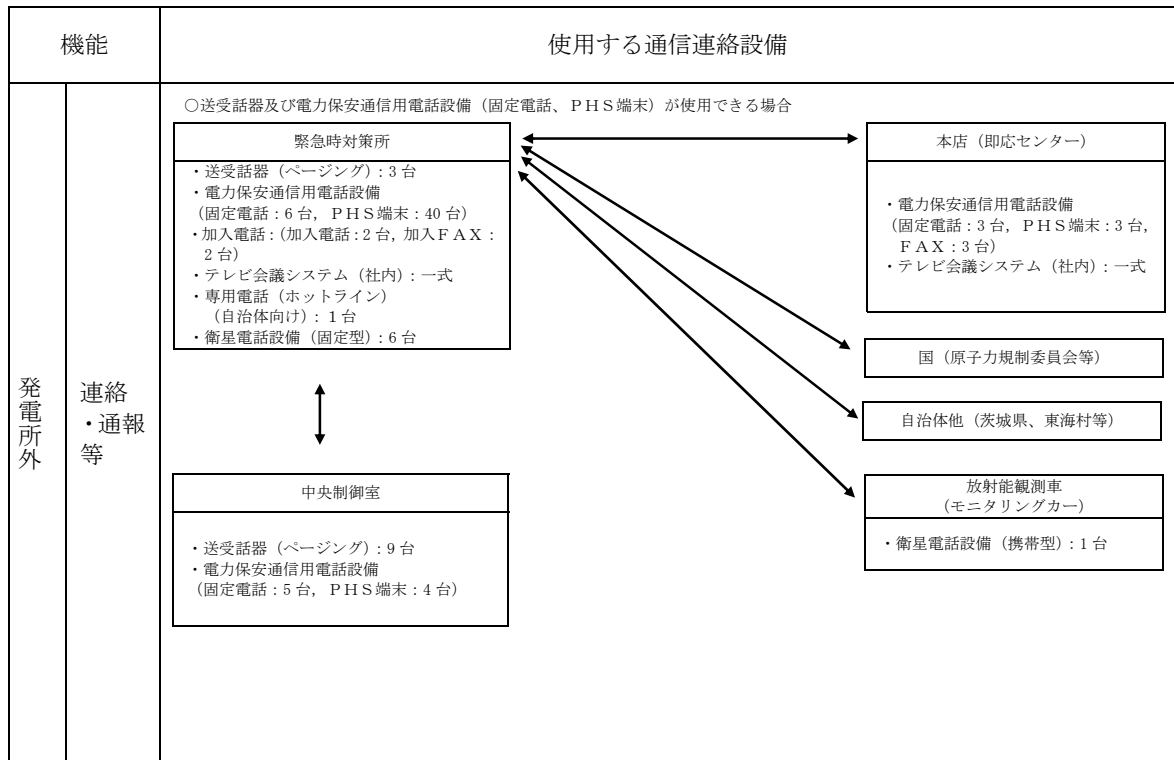 機能
使用する通信連絡設備
発電所外
連絡
・通報
等
○送受話器及び電力保安通信用電話設備(固定電話、PHS端末)が使用できる場合
緊急時対策所
・送受話器(ページング):3台
・電力保安通信用電話設備
(固定電話:6台,PHS端末:40台)
・加入電話:(加入電話:2台,加入FAX:
2台)
・テレビ会議システム(社内):一式
・専用電話(ホットライン)
(自治体向け):1台
・衛星電話設備(固定型):6台
中央制御室
・送受話器(ページング):9台
・電力保安通信用電話設備
(固定電話:5台,PHS端末:4台)
本店(即応センター)
・電力保安通信用電話設備
(固定電話:3台,PHS端末:3台,
FAX:3台)
・テレビ会議システム(社内):一式
国(原子力規制委員会等)
自治体他(茨城県、東海村等)
放射能観測車
(モニタリングカー)
・衛星電話設備(携帯型):1台